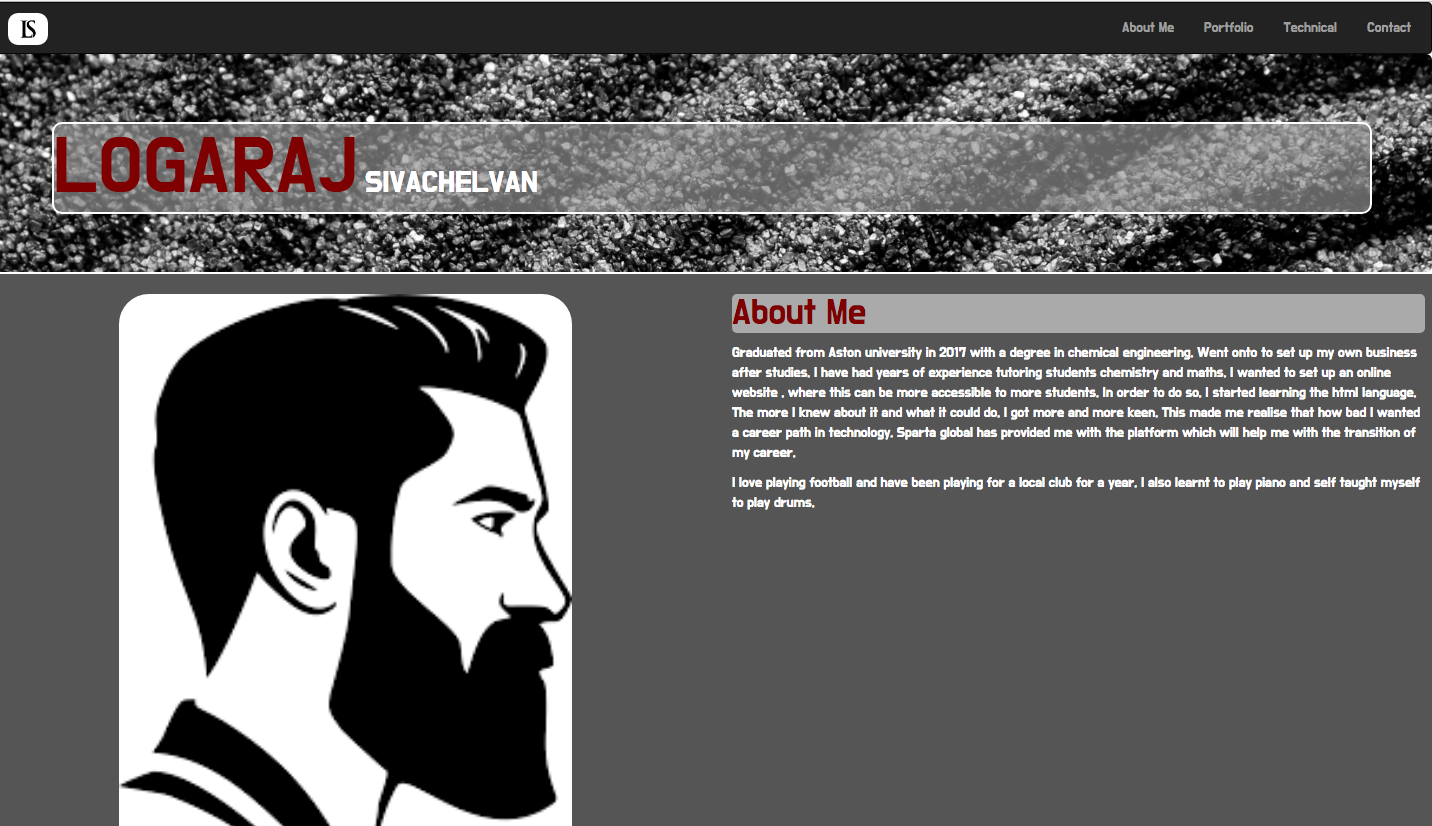 LS
About Me Portfolio Technical Contact
LOGARAJ SIVACHELVAN
About Me
Graduated from Aston university in 2017 with a degree in chemical engineering. Went onto to set up my own business
after studies. I have had years of experience tutoring students chemistry and maths. I wanted to set up an online
website , where this can be more accessible to more students. In order to do so, I started learning the html language.
The more I knew about it and what it could do, I got more and more keen. This made me realise that how bad I wanted
a career path in technology. Sparta global has provided me with the platform which will help me with the transition of
my career.
I love playing football and have been playing for a local club for a year. I also learnt to play piano and self taught myself
to play drums.